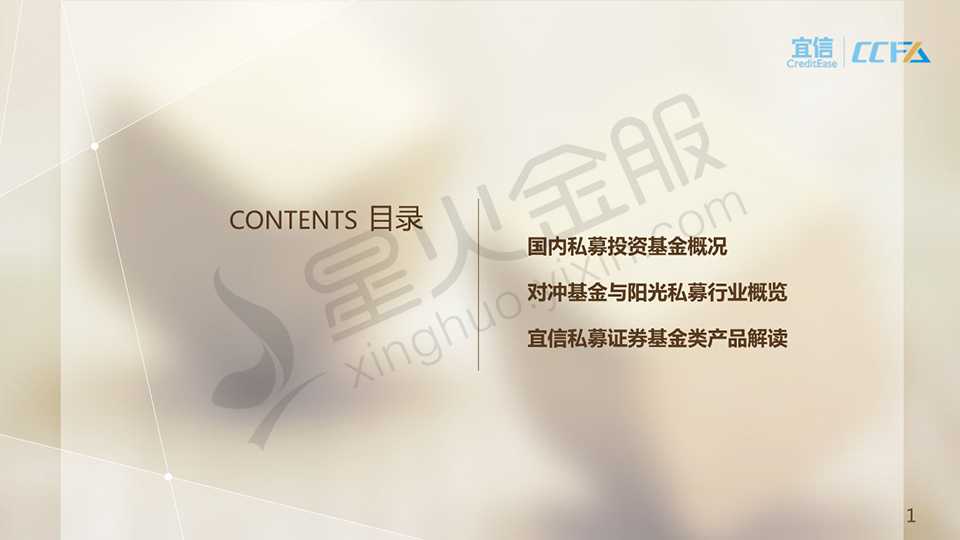 宜信
CreditEase
CCFA
CONTENTS 目录
国内私募投资基金概况
对冲基金与阳光私募行业概览
宜信私募证券基金类产品解读
星火金服
xinghuo.yixin.com
1